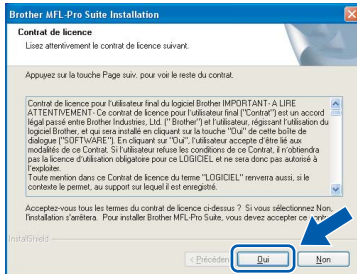 Brother MFL-Pro Suite Installation
Contrat de licence
Lisez attentivement le contrat de licence suivant.
Appuyez sur la touche Page suiv. pour voir le reste du contrat.
Contrat de licence pour l'utilisateur final du logiciel Brother IMPORTANT- A LIRE
ATTENTIVEMENT- Ce contrat de licence pour l'utilisateur final ("Contrat") est un accord
légal passé entre Brother Industries, Ltd. (" Brother") et l'utilisateur, régissant l'utilisation du
logiciel Brother, et qui sera installé en cliquant sur la touche "Oui" de cette boîte de
dialogue ("SOFTWARE"). En cliquant sur "Oui", l'utilisateur accepte d'être lié aux
modalités de ce Contrat. Si l'utilisateur refuse les conditions de ce Contrat, il n'obtiendra
pas la licence d'utilisation obligatoire pour ce LOGICIEL et ne sera donc pas autorisé à
l'exploiter.
Toute mention dans ce Contrat de licence du terme "LOGICIEL" renverra aussi, si le
contexte le permet, au support sur lequel il est enregistré.
Acceptez-vous tous les termes du contrat de licence ci-dessus ? Si vous sélectionnez Non,
l'installation s'arrêtera. Pour installer Brother MFL-Pro Suite, vous devez accepter ce
InstallShield
< Précédent
Oui
Non